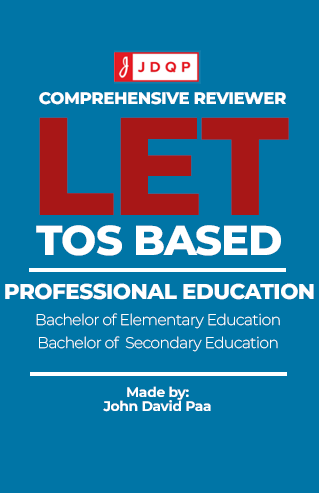 J JDQP
COMPREHENSIVE REVIEWER
LET
TOS BASED
PROFESSIONAL EDUCATION
Bachelor of Elementary Education
Bachelor of Secondary Education
Made by:
John David Paa